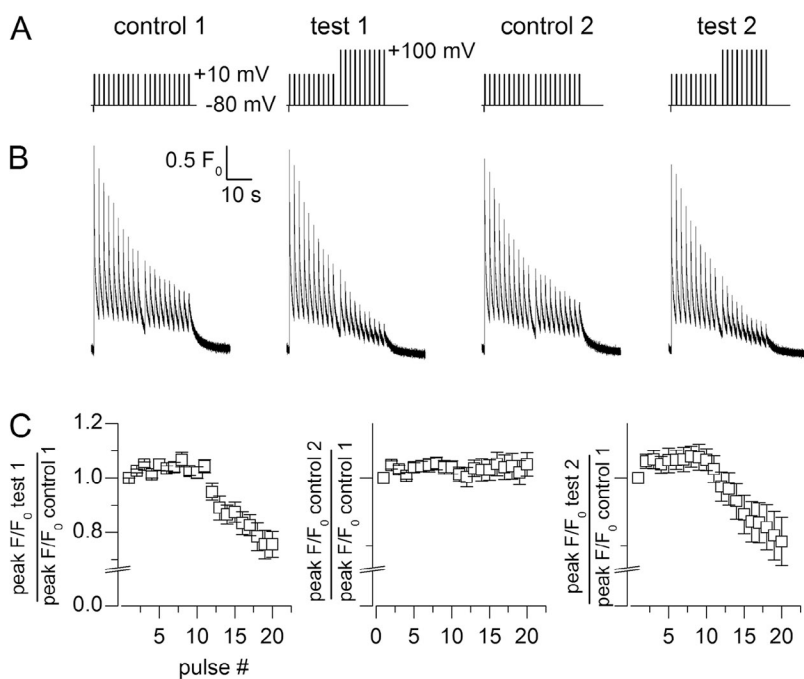 A
control 1
test 1
control 2
test 2
+10 mV
-80 mV
+100 mV
B
0.5 F0
10 s
C
peak F/F0 test 1
peak F/F0 control 1
1.2
1.0
0.8
0.0
5
10
15
20
pulse #
peak F/F0 control 2
peak F/F0 control 1
0
5
10
15
20
peak F/F0 test 2
peak F/F0 control 1
5
10
15
20